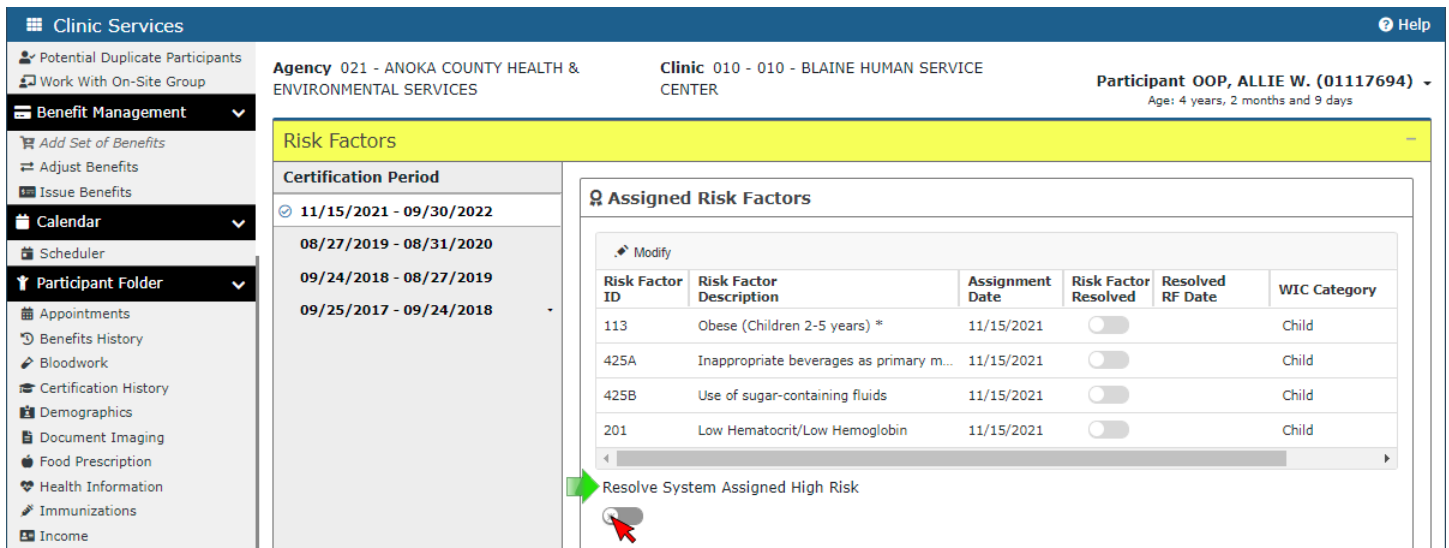 Clinic Services
Help
Potential Duplicate Participants
Work With On-Site Group
Benefit Management
Add Set of Benefits
Adjust Benefits
Issue Benefits
Calendar
Scheduler
Participant Folder
Appointments
Benefits History
Bloodwork
Certification History
Demographics
Document Imaging
Food Prescription
Health Information
Immunizations
Income
Agency 021 - ANOKA COUNTY HEALTH &
ENVIRONMENTAL SERVICES
Clinic 010 - 010 - BLAINE HUMAN SERVICE
CENTER
Participant OOP, ALLIE W. (01117694)
Age: 4 years, 2 months and 9 days
Risk Factors
Certification Period
11/15/2021 - 09/30/2022
08/27/2019 - 08/31/2020
09/24/2018 - 08/27/2019
09/25/2017 - 09/24/2018
Assigned Risk Factors
Modify
Risk Factor ID Risk Factor Description Assignment Date Risk Factor Resolved Resolved RF Date WIC Category
113 Obese (Children 2-5 years) * 11/15/2021 Child
425A Inappropriate beverages as primary m... 11/15/2021 Child
425B Use of sugar-containing fluids 11/15/2021 Child
201 Low Hematocrit/Low Hemoglobin 11/15/2021 Child
Resolve System Assigned High Risk